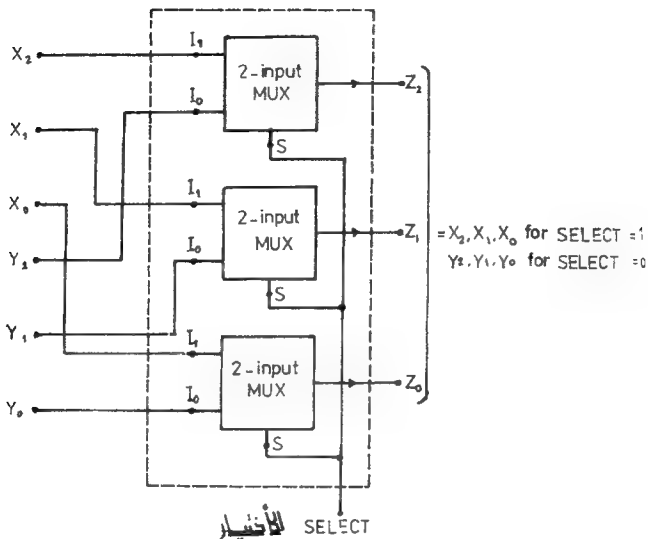 X₂
I₁
2-input
MUX
Z₂
I₀
S
X₁
I₁
2-input
MUX
Z₁
= X₂, X₁, X₀ for SELECT = 1
Y₂, Y₁, Y₀ for SELECT = 0
X₀
I₀
S
Y₂
Y₁
I₁
2-input
MUX
Z₀
Y₀
I₀
S
الأختيار SELECT